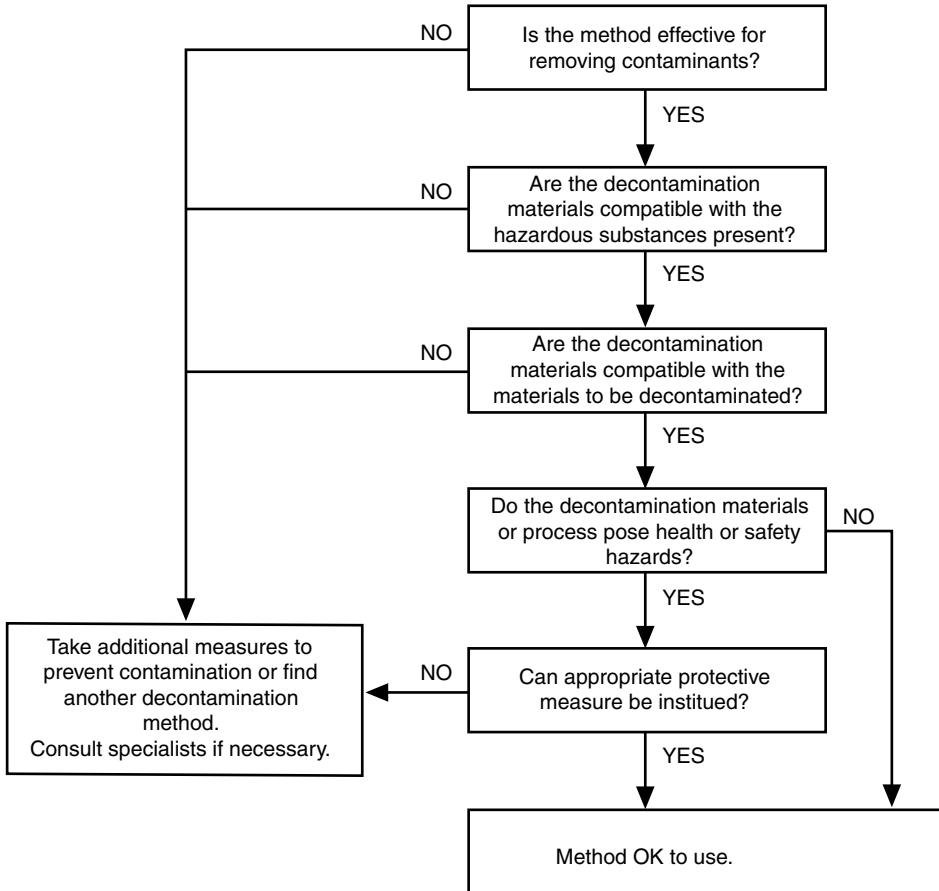 NO
Is the method effective for
removing contaminants?
YES
NO
Are the decontamination
materials compatible with the
hazardous substances present?
YES
NO
Are the decontamination
materials compatible with the
materials to be decontaminated?
YES
Do the decontamination materials
or process pose health or safety
hazards?
NO
YES
Take additional measures to
prevent contamination or find
another decontamination
method.
Consult specialists if necessary.
NO
Can appropriate protective
measure be institued?
YES
Method OK to use.